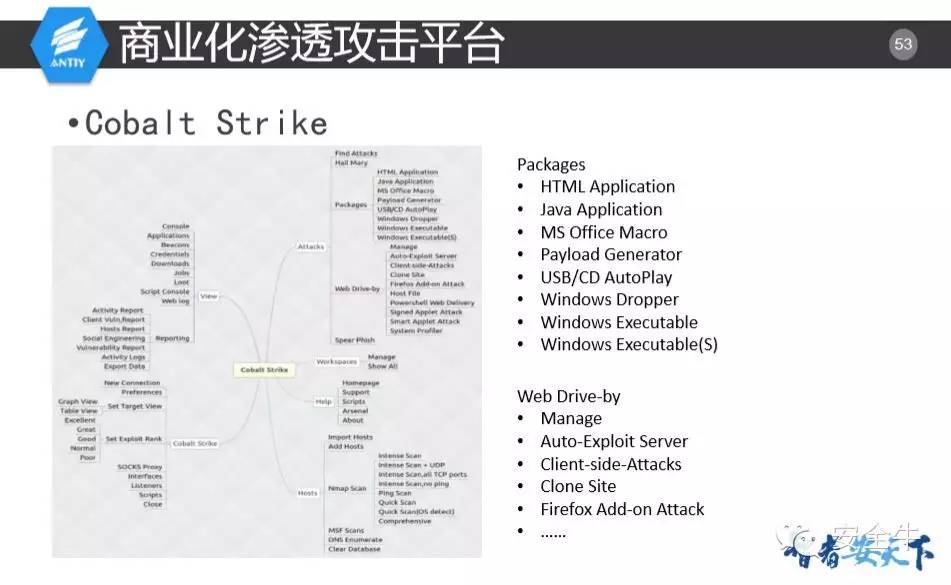 ANTIY
商业化渗透攻击平台
53
•Cobalt Strike
Find Attacks
Hail Mary
Packages
HTML Application
Java Application
MS Office Macro
Payload Generator
USB/CD AutoPlay
Windows Dropper
Windows Executable
Windows Executable(S)
Attacks
Web Drive-by
Manage
Auto-Exploit Server
Client-side-Attacks
Clone Site
Firefox Add-on Attack
Host File
Powershell Web Delivery
Signed Applet Attack
Smart Applet Attack
System Profiler
Spear Phish
View
Console
Applications
Beacons
Credentials
Downloads
Jobs
Loot
Script Console
Web log
Reporting
Activity Report
Client Vuln,Report
Hosts Report
Social Engineering
Vulnerability Report
Activity Logs
Export Data
Cobalt Strike
Workspaces
Manage
Show All
Help
Homepage
Support
Scripts
Arsenal
About
Cobalt Strike
New Connection
Preferences
Set Target View
Graph View
Table View
Set Exploit Rank
Excellent
Great
Good
Normal
Poor
SOCKS Proxy
Interfaces
Listeners
Scripts
Close
Hosts
Import Hosts
Add Hosts
Nmap Scan
Intense Scan
Intense Scan + UDP
Intense Scan,all TCP ports
Intense Scan,no ping
Ping Scan
Quick Scan
Quick Scan(OS detect)
Comprehensive
MSF Scans
DNS Enumerate
Clear Database
Packages
• HTML Application
• Java Application
• MS Office Macro
• Payload Generator
• USB/CD AutoPlay
• Windows Dropper
• Windows Executable
• Windows Executable(S)
Web Drive-by
• Manage
• Auto-Exploit Server
• Client-side-Attacks
• Clone Site
• Firefox Add-on Attack
• ……
安全牛
智者安天下